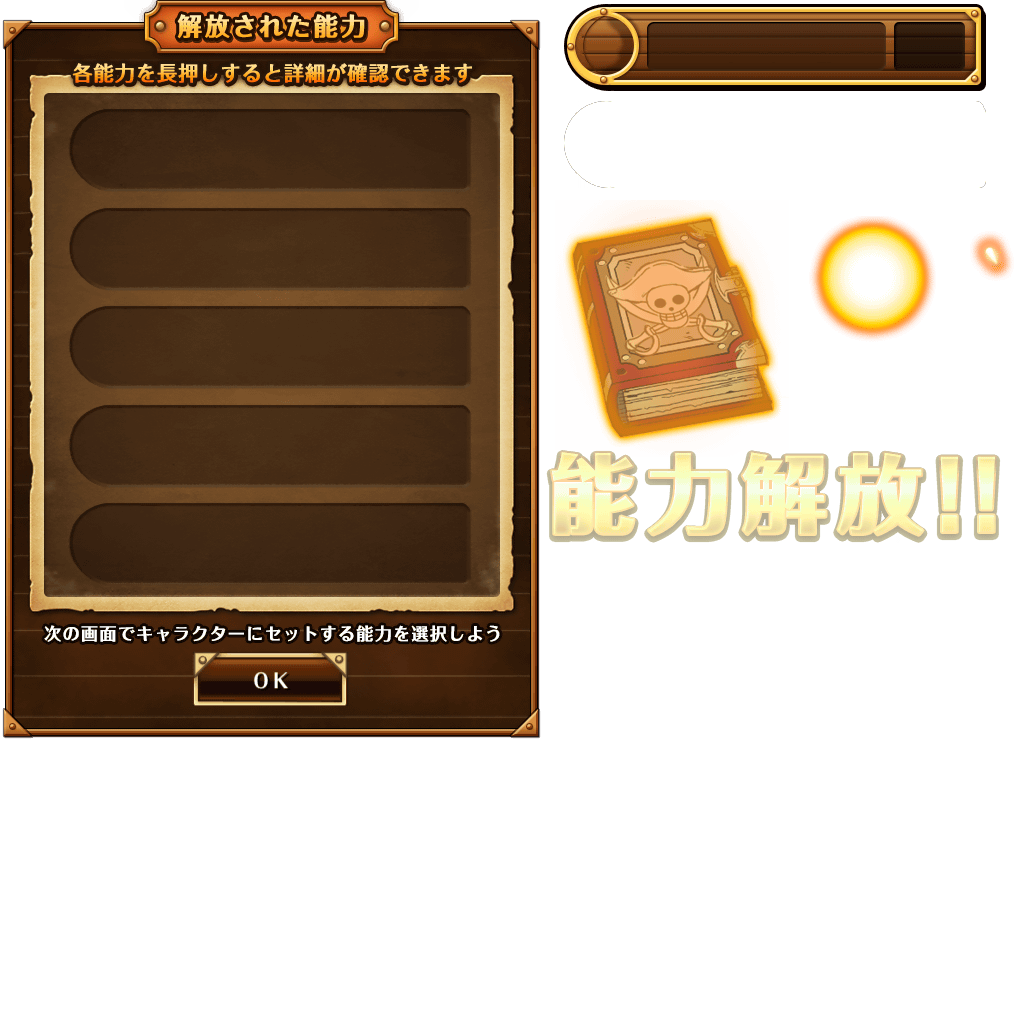 解放された能力
各能力を長押しすると詳細が確認できます
次の画面でキャラクターにセットする能力を選択しよう
OK
能力解放!!